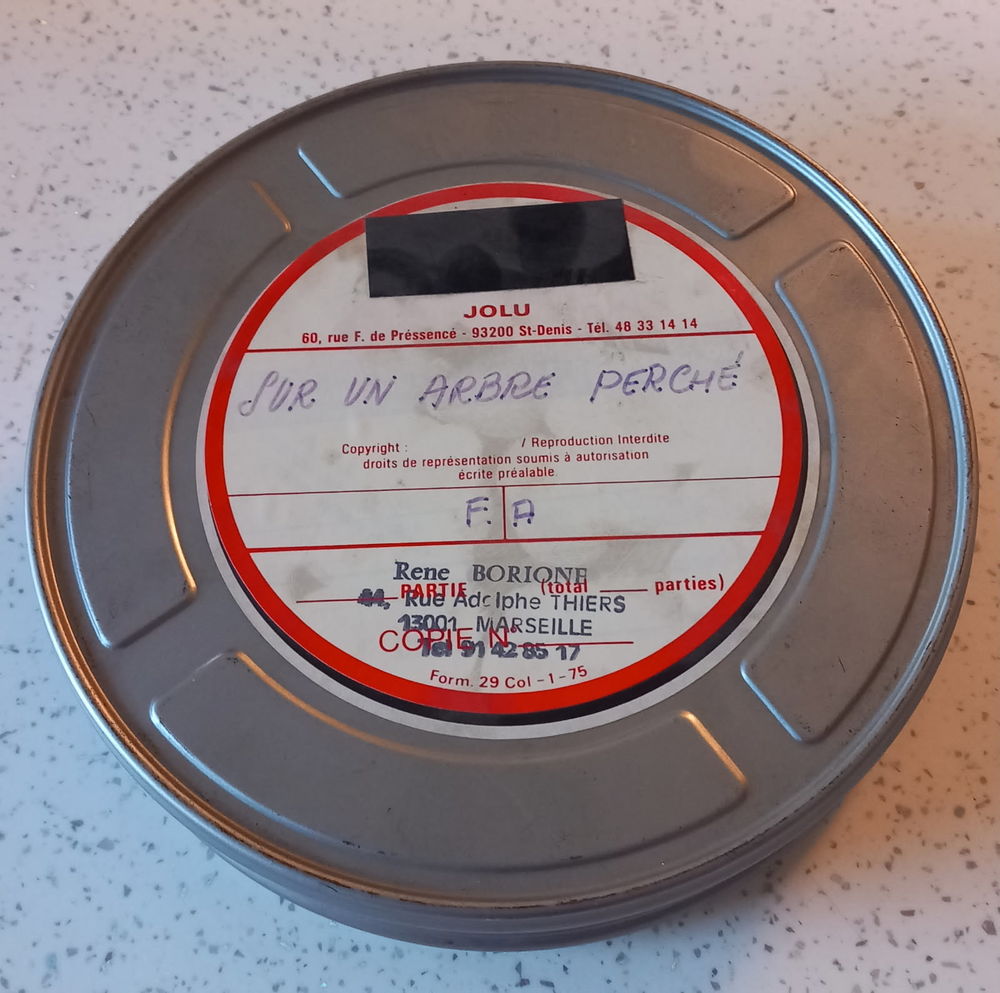 JOLU
60, rue F. de Préssencé - 93200 St-Denis - Tél. 48 33 14 14
SUR UN ARBRE PERCHÉ
Copyright : / Reproduction Interdite
droits de représentation soumis à autorisation
écrite préalable
F. A
Rene BORIONE
PARTIE (total parties)
44, Rue Adolphe THIERS
13001 MARSEILLE
COPIE N°
Tel 91 42 85 17
Form. 29 Col - 1 - 75